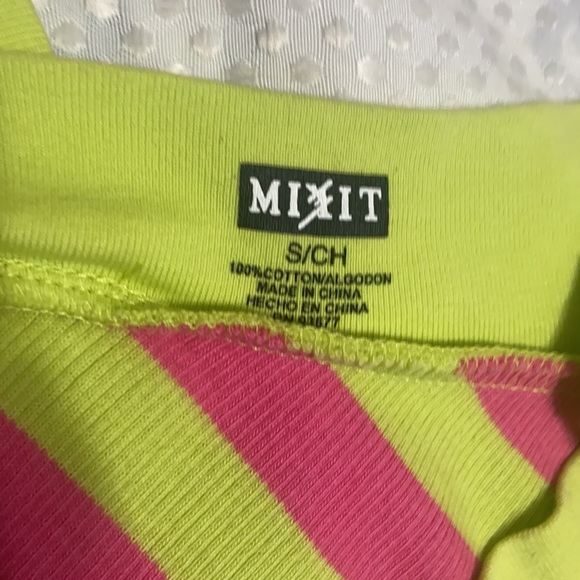 MIXIT
S/CH
100% COTTON/ALGODON
MADE IN CHINA
HECHO EN CHINA